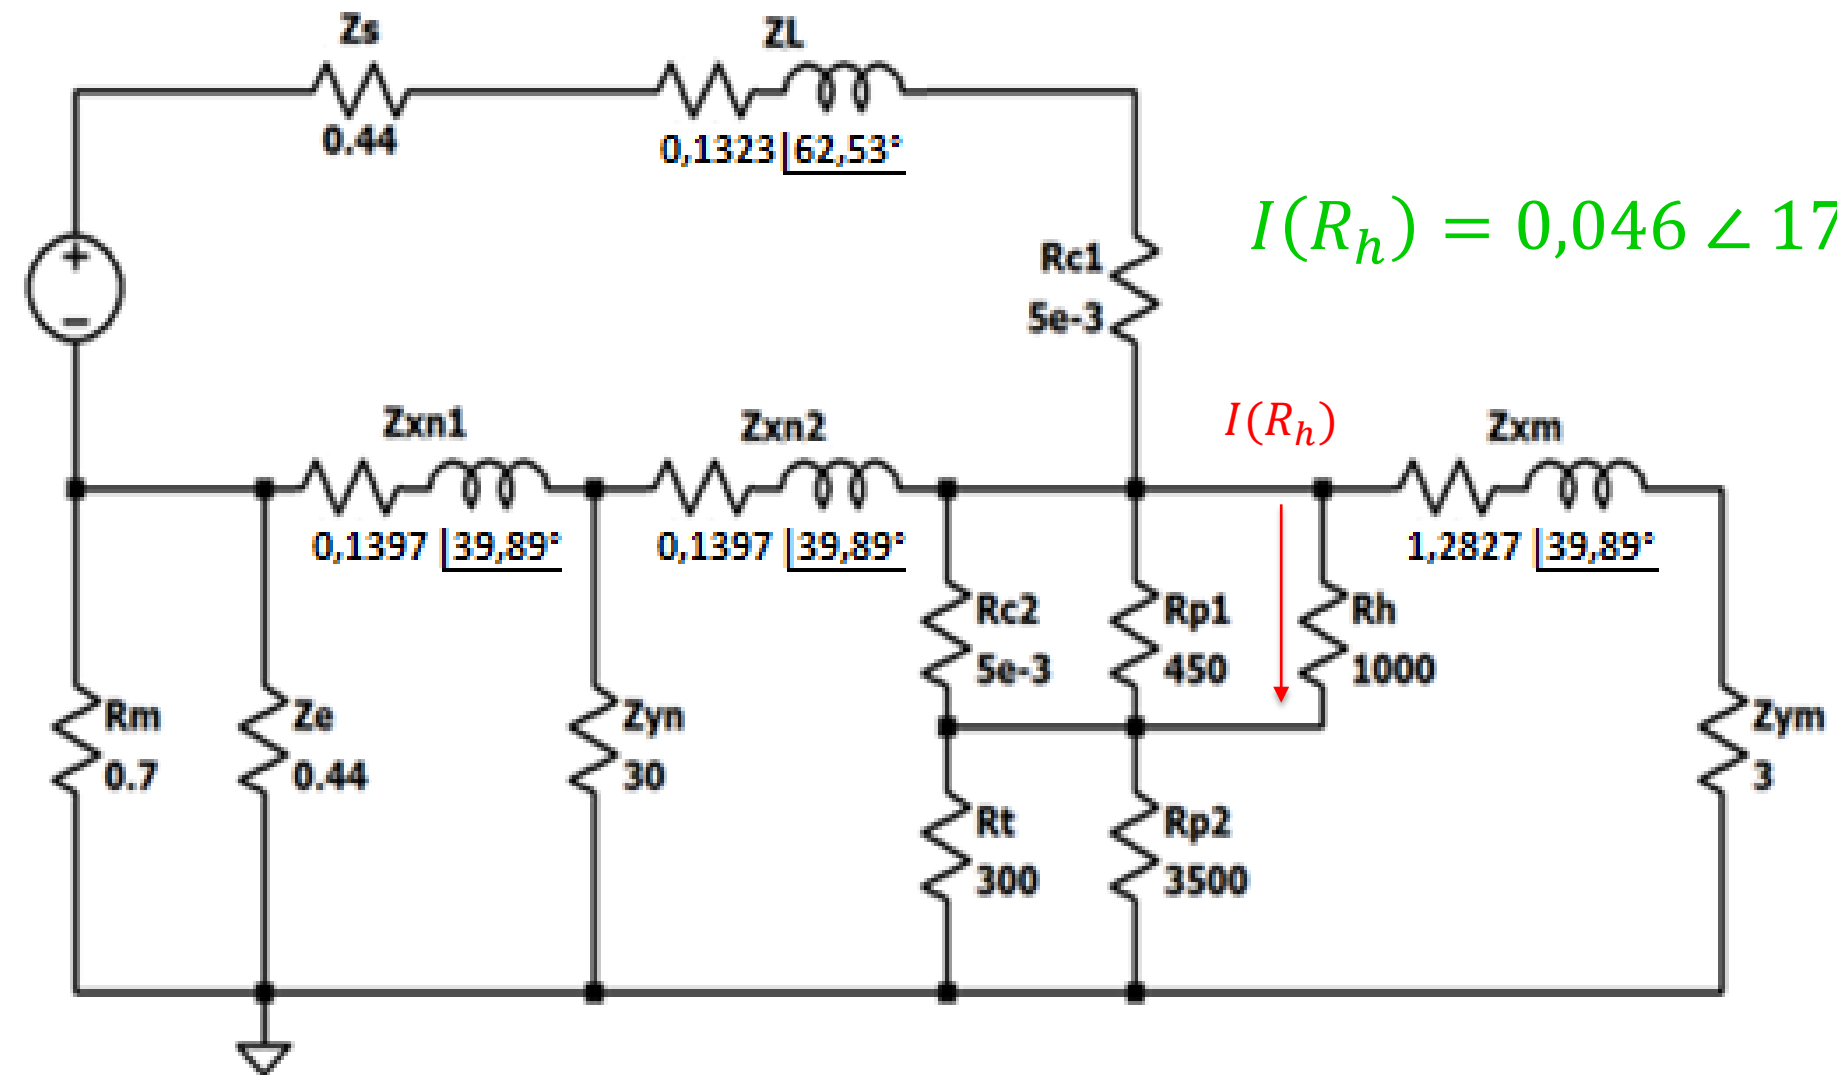 Zs
0.44
ZL
0,1323 62,53°
+
−
Rc1
5e-3
I(Rₕ) = 0,046 ∠ 17
Zxn1
0,1397 39,89°
Zxn2
0,1397 39,89°
I(Rₕ)
Zxm
1,2827 39,89°
Rc2
5e-3
Rp1
450
Rh
1000
Rm
0.7
Ze
0.44
Zyn
30
Zym
3
Rt
300
Rp2
3500